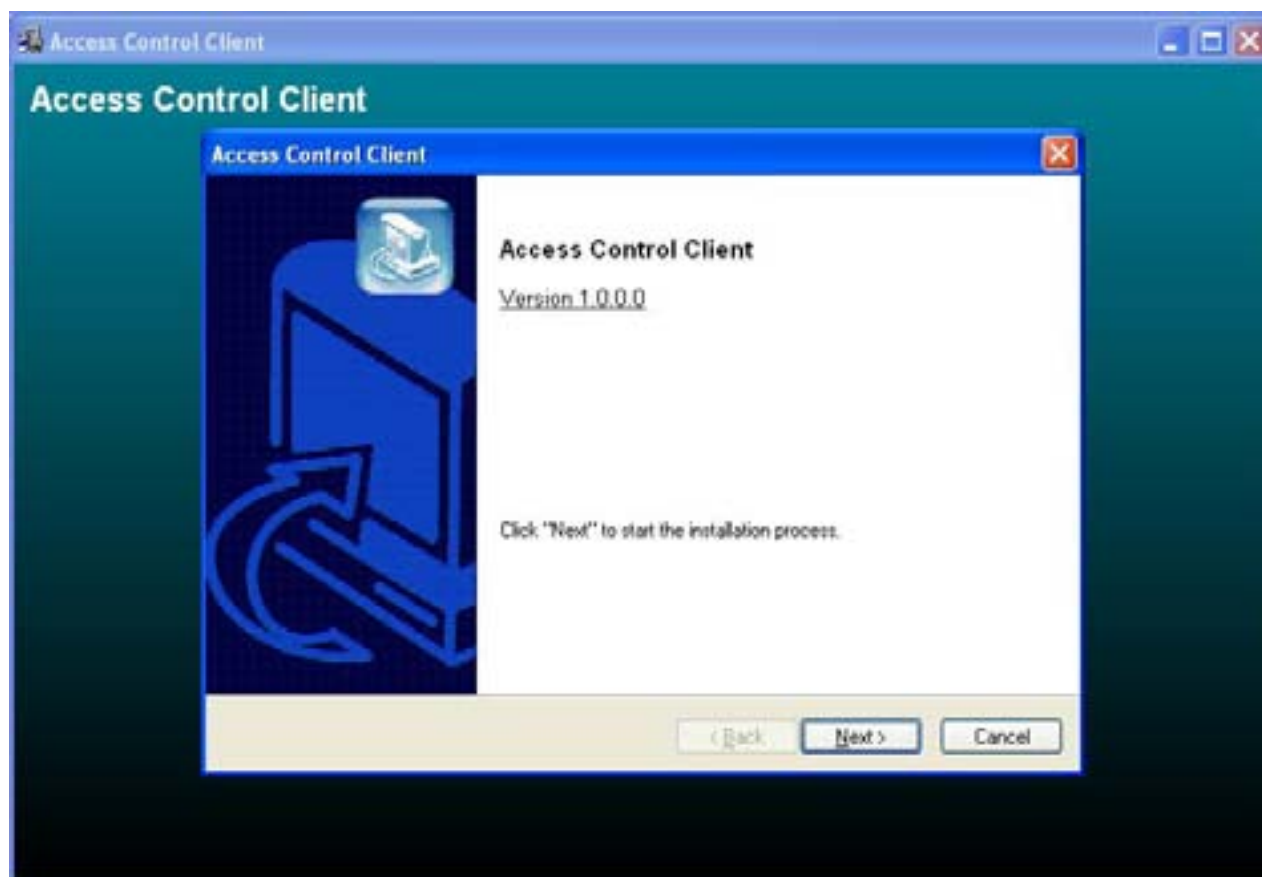 Access Control Client
Access Control Client
Access Control Client
Access Control Client
Version 1.0.0.0
Click "Next" to start the installation process.
< Back
Next >
Cancel